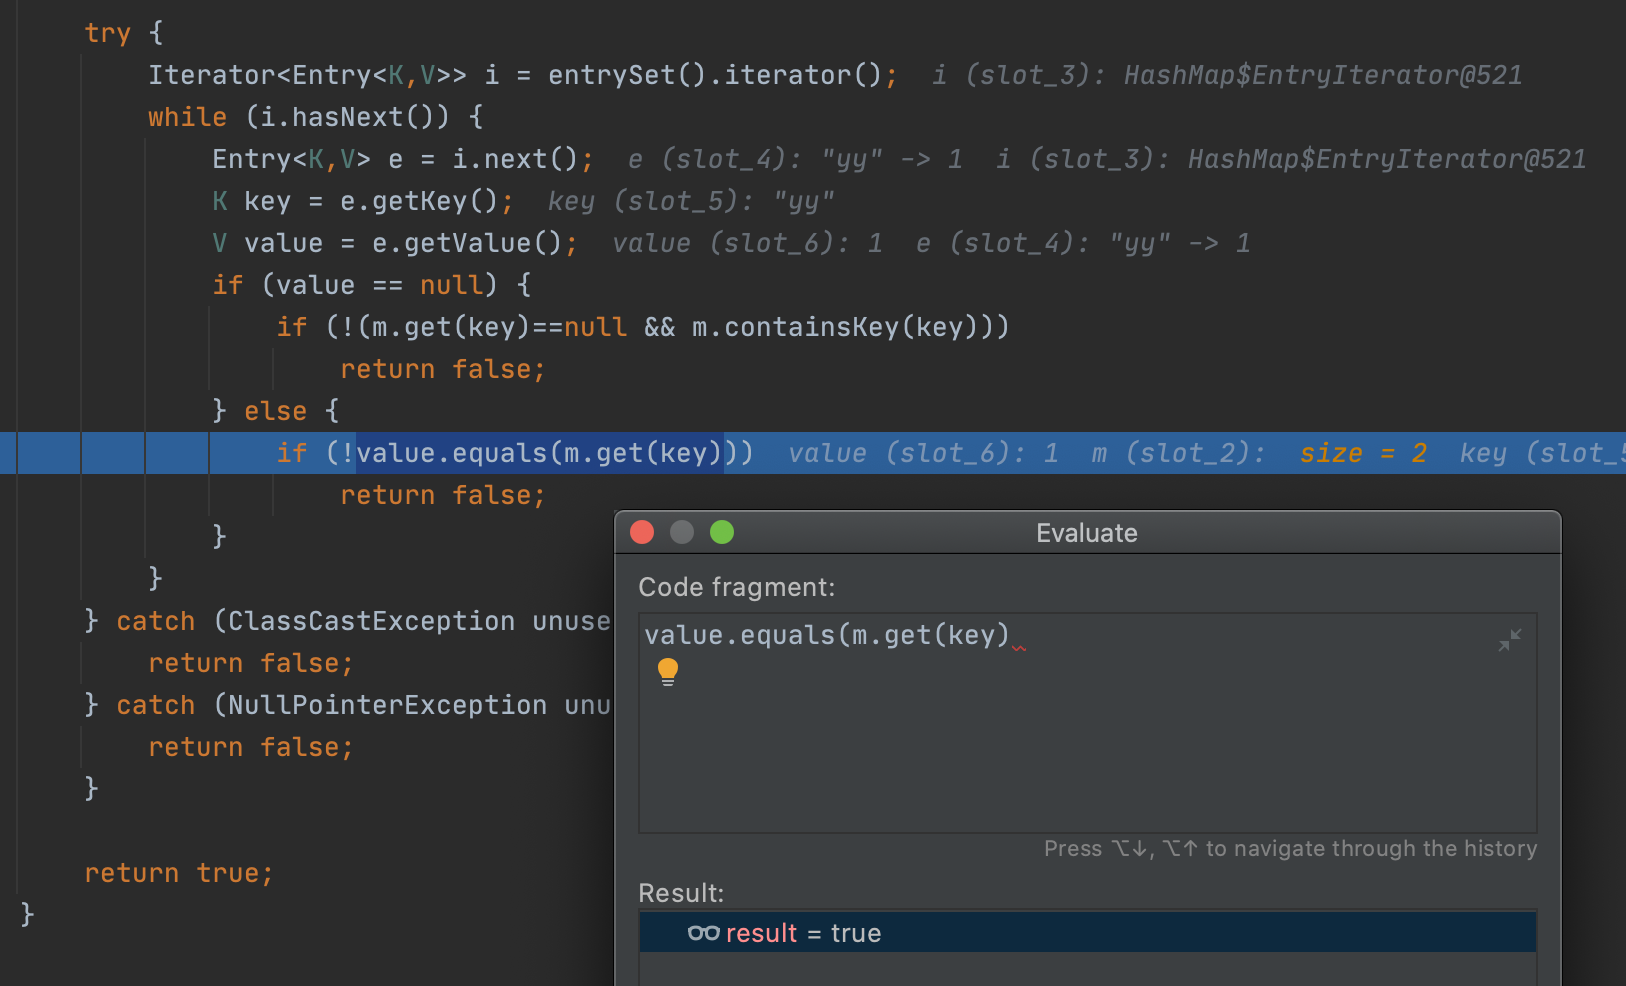 try {
Iterator<Entry<K,V>> i = entrySet().iterator();  i (slot_3): HashMap$EntryIterator@521
while (i.hasNext()) {
Entry<K,V> e = i.next();  e (slot_4): "yy" -> 1  i (slot_3): HashMap$EntryIterator@521
K key = e.getKey();  key (slot_5): "yy"
V value = e.getValue();  value (slot_6): 1  e (slot_4): "yy" -> 1
if (value == null) {
if (!(m.get(key)==null && m.containsKey(key)))
return false;
} else {
if (!value.equals(m.get(key)))  value (slot_6): 1  m (slot_2):  size = 2  key (slot_5
return false;
}
}
} catch (ClassCastException unuse
return false;
} catch (NullPointerException unu
return false;
}
return true;
}
Evaluate
Code fragment:
value.equals(m.get(key)
Press ⌥↓, ⌥↑ to navigate through the history
Result:
result = true